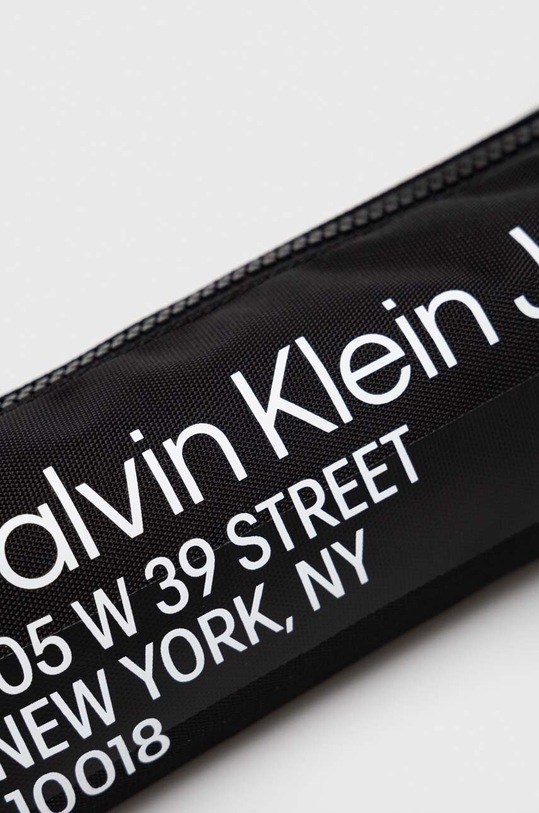 alvin Klein J
05 W 39 STREET
NEW YORK, NY
10018